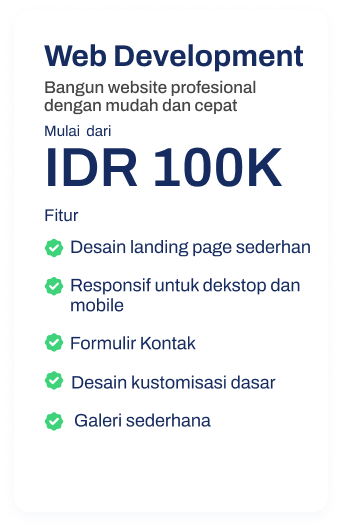 Web Development
Bangun website profesional
dengan mudah dan cepat
Mulai dari
IDR 100K
Fitur
Desain landing page sederhan
Responsif untuk dekstop dan
mobile
Formulir Kontak
Desain kustomisasi dasar
Galeri sederhana